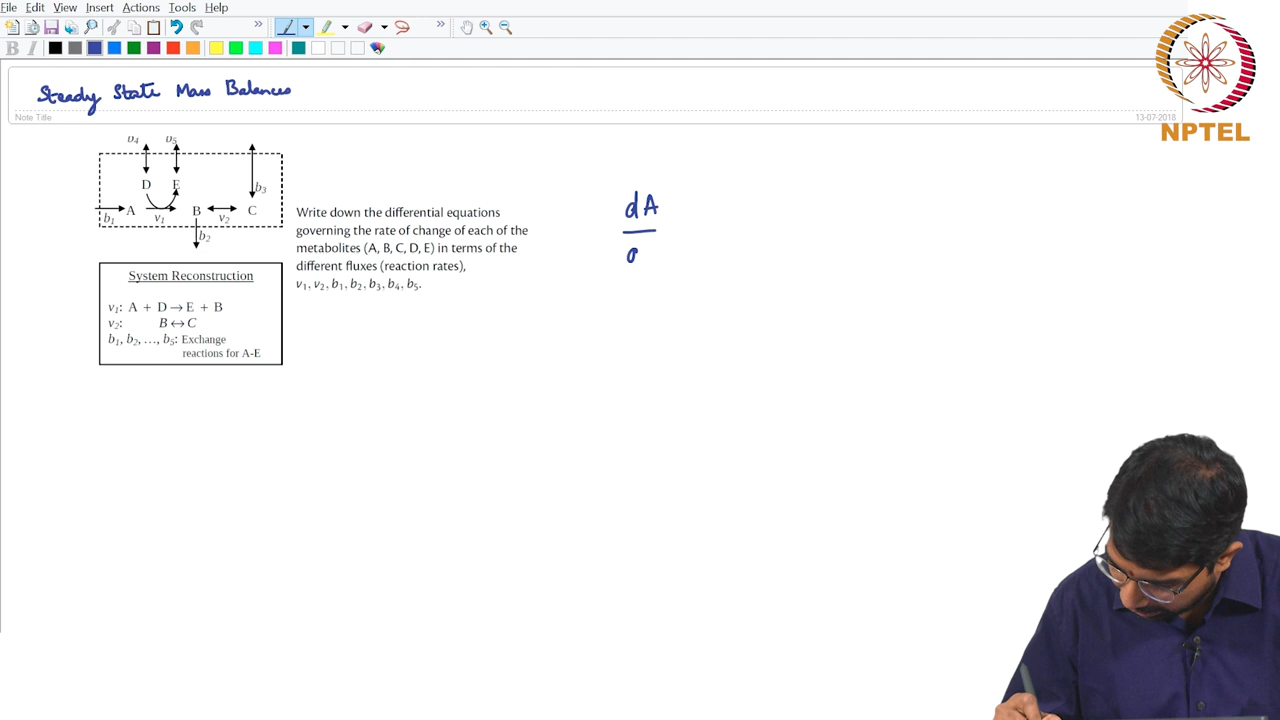 File Edit View Insert Actions Tools Help
B I
Steady State Mass Balances
Note Title
13-07-2018
NPTEL
b4 b5
D E
b3
A B C
b1 v1 v2
b2
Write down the differential equations
governing the rate of change of each of the
metabolites (A, B, C, D, E) in terms of the
different fluxes (reaction rates),
v1, v2, b1, b2, b3, b4, b5.
System Reconstruction
v1: A + D → E + B
v2: B ↔ C
b1, b2, …, b5: Exchange
reactions for A-E
dA